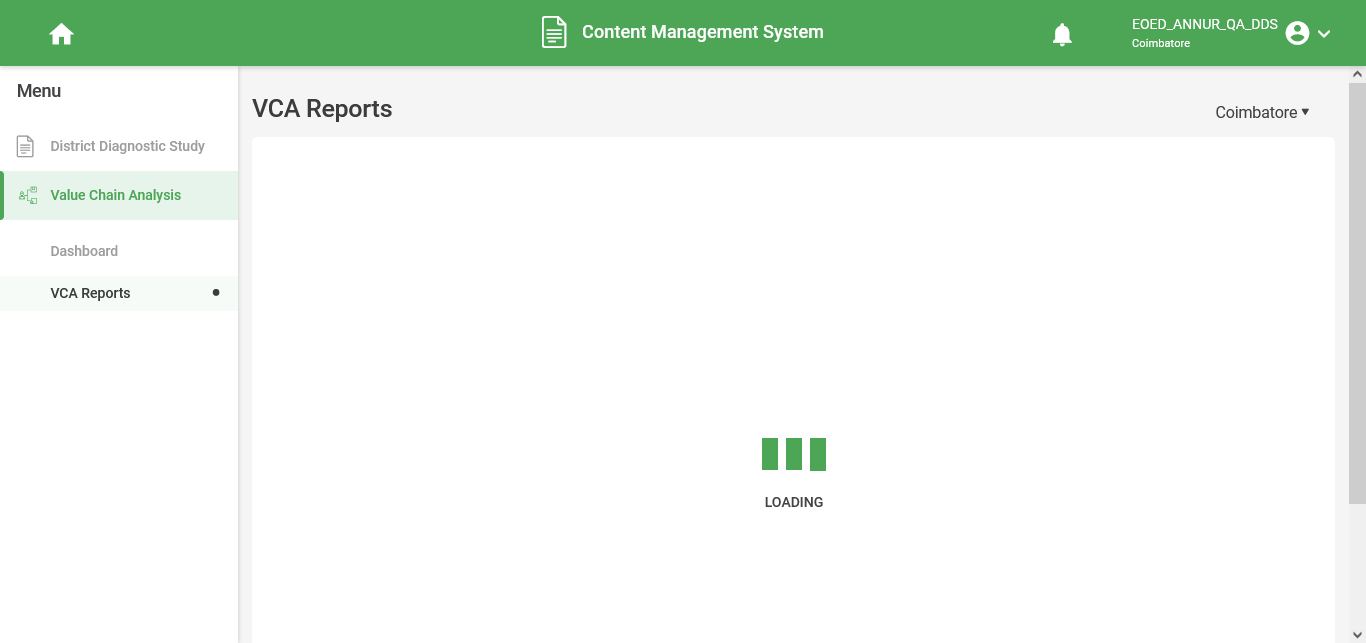 Content Management System
EOED_ANNUR_QA_DDS
Coimbatore
Menu
District Diagnostic Study
Value Chain Analysis
Dashboard
VCA Reports
VCA Reports
Coimbatore
LOADING